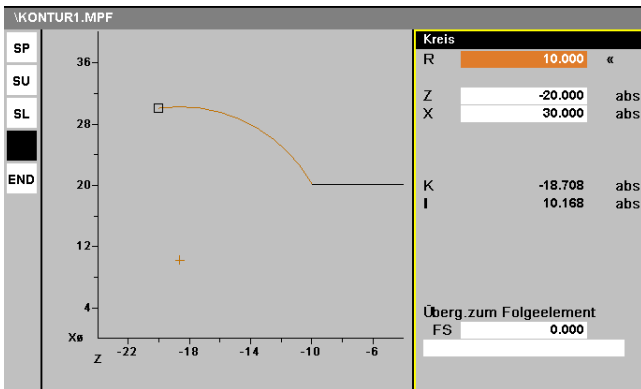 \KONTUR1.MPF
SP
SU
SL
END
36
28
20
12
4
Xø
Z
-22 -18 -14 -10 -6
Kreis
R 10.000 «
Z -20.000 abs
X 30.000 abs
K -18.708 abs
I 10.168 abs
Überg.zum Folgeelement
FS 0.000